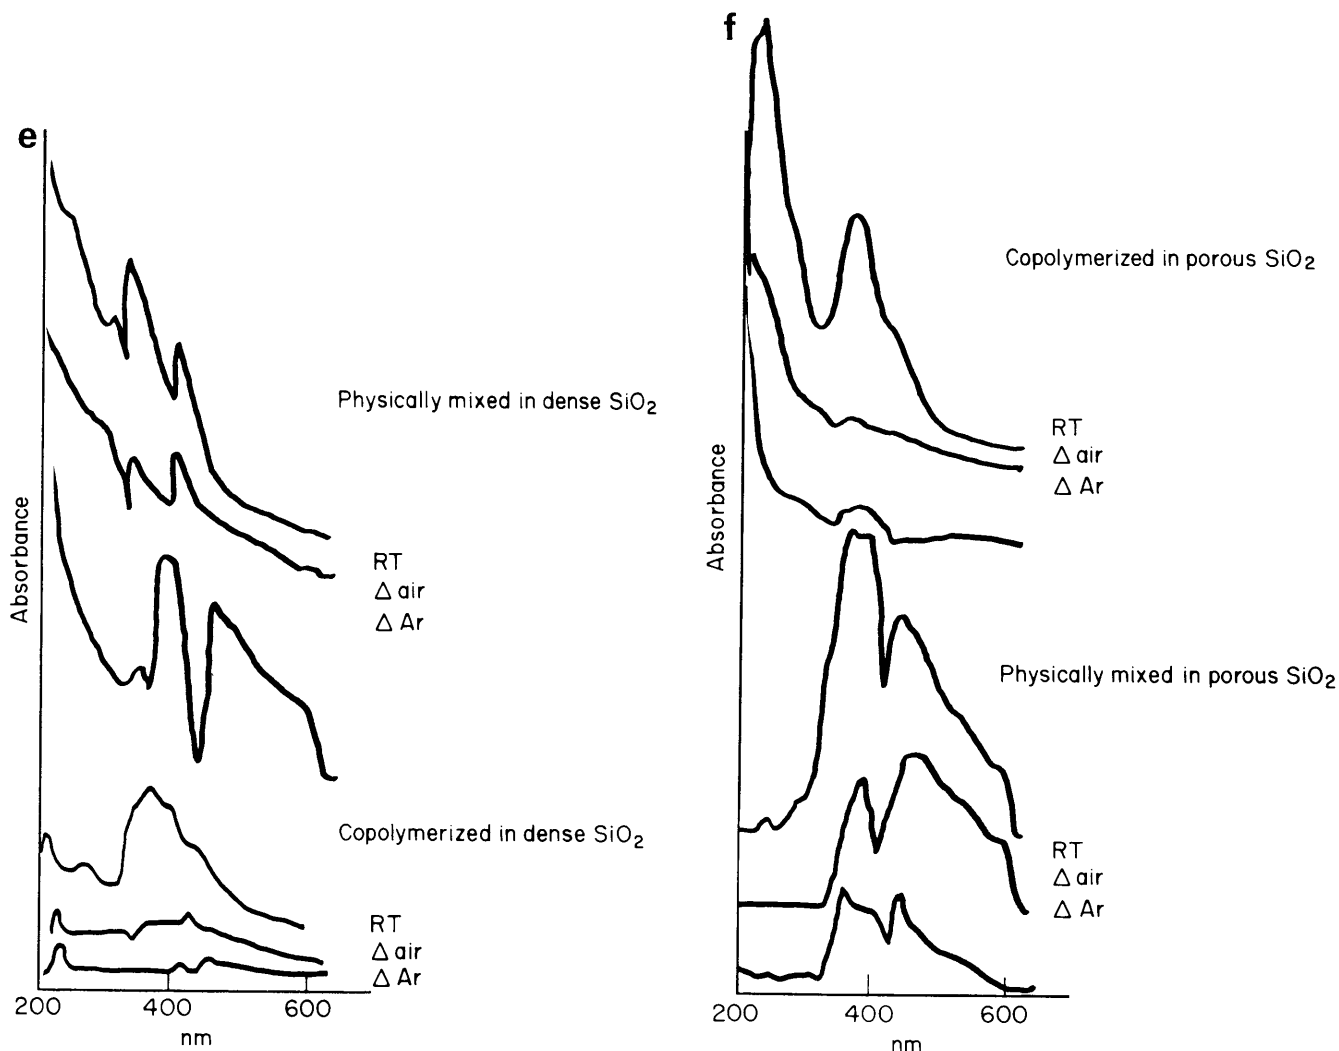 e
Absorbance
Physically mixed in dense SiO2
RT
Δ air
Δ Ar
Copolymerized in dense SiO2
RT
Δ air
Δ Ar
200 400 600
nm
f
Absorbance
Copolymerized in porous SiO2
RT
Δ air
Δ Ar
Physically mixed in porous SiO2
RT
Δ air
Δ Ar
200 400 600
nm